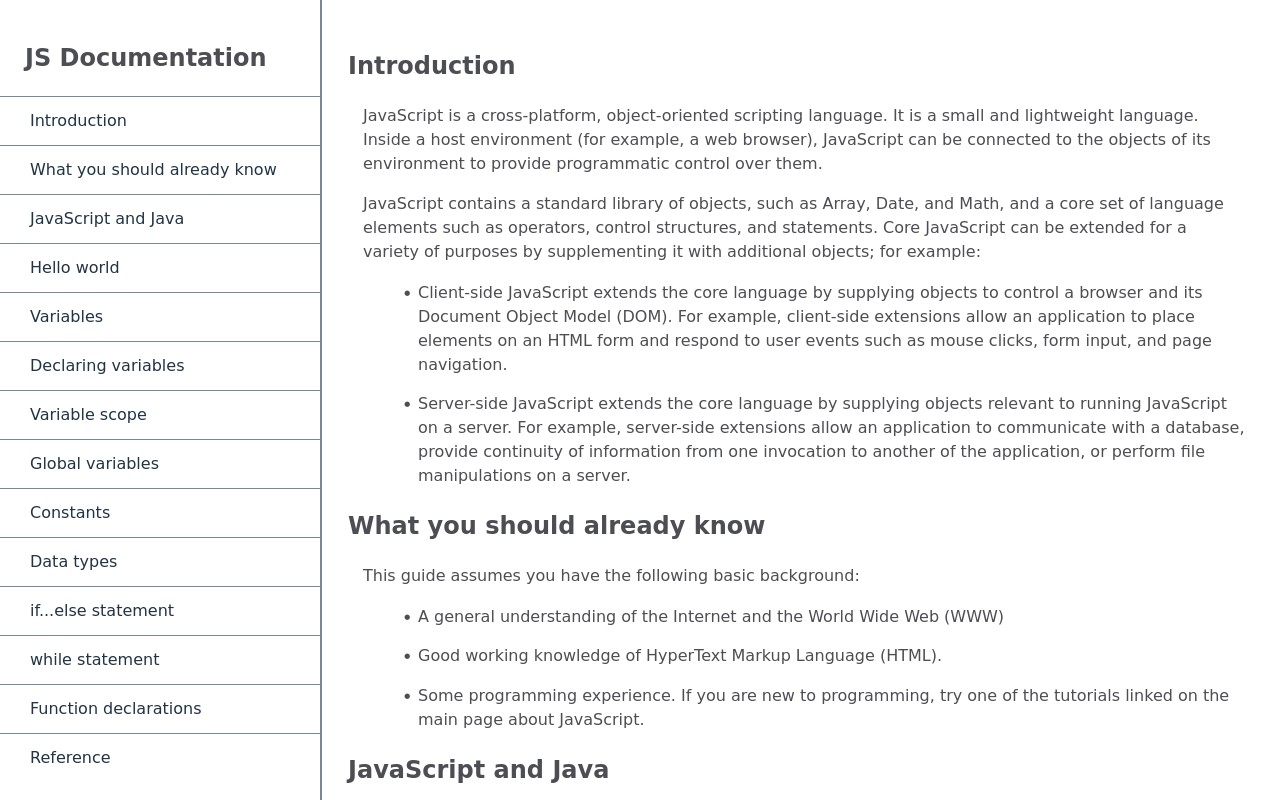 JS Documentation
Introduction
What you should already know
JavaScript and Java
Hello world
Variables
Declaring variables
Variable scope
Global variables
Constants
Data types
if...else statement
while statement
Function declarations
Reference
Introduction
JavaScript is a cross-platform, object-oriented scripting language. It is a small and lightweight language.
Inside a host environment (for example, a web browser), JavaScript can be connected to the objects of its
environment to provide programmatic control over them.
JavaScript contains a standard library of objects, such as Array, Date, and Math, and a core set of language
elements such as operators, control structures, and statements. Core JavaScript can be extended for a
variety of purposes by supplementing it with additional objects; for example:
• Client-side JavaScript extends the core language by supplying objects to control a browser and its
Document Object Model (DOM). For example, client-side extensions allow an application to place
elements on an HTML form and respond to user events such as mouse clicks, form input, and page
navigation.
• Server-side JavaScript extends the core language by supplying objects relevant to running JavaScript
on a server. For example, server-side extensions allow an application to communicate with a database,
provide continuity of information from one invocation to another of the application, or perform file
manipulations on a server.
What you should already know
This guide assumes you have the following basic background:
• A general understanding of the Internet and the World Wide Web (WWW)
• Good working knowledge of HyperText Markup Language (HTML).
• Some programming experience. If you are new to programming, try one of the tutorials linked on the
main page about JavaScript.
JavaScript and Java